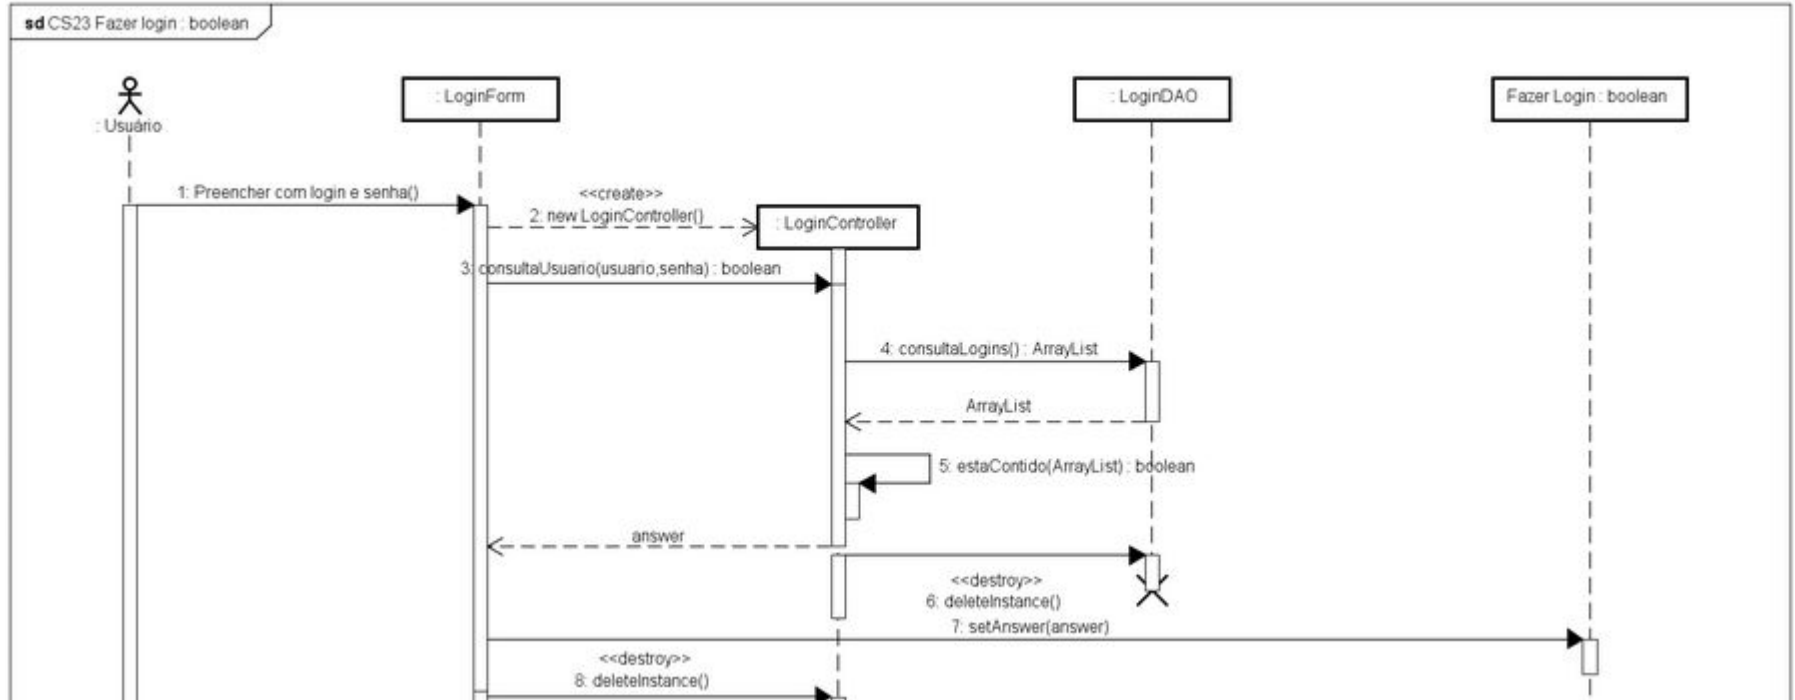 sd CS23 Fazer login : boolean
: Usuário
: LoginForm
: LoginDAO
Fazer Login : boolean
1: Preencher com login e senha()
<<create>>
2: new LoginController()
: LoginController
3: consultaUsuario(usuario,senha) : boolean
4: consultaLogins() : ArrayList
ArrayList
5: estaContido(ArrayList) : boolean
answer
<<destroy>>
6: deleteInstance()
7: setAnswer(answer)
<<destroy>>
8: deleteInstance()